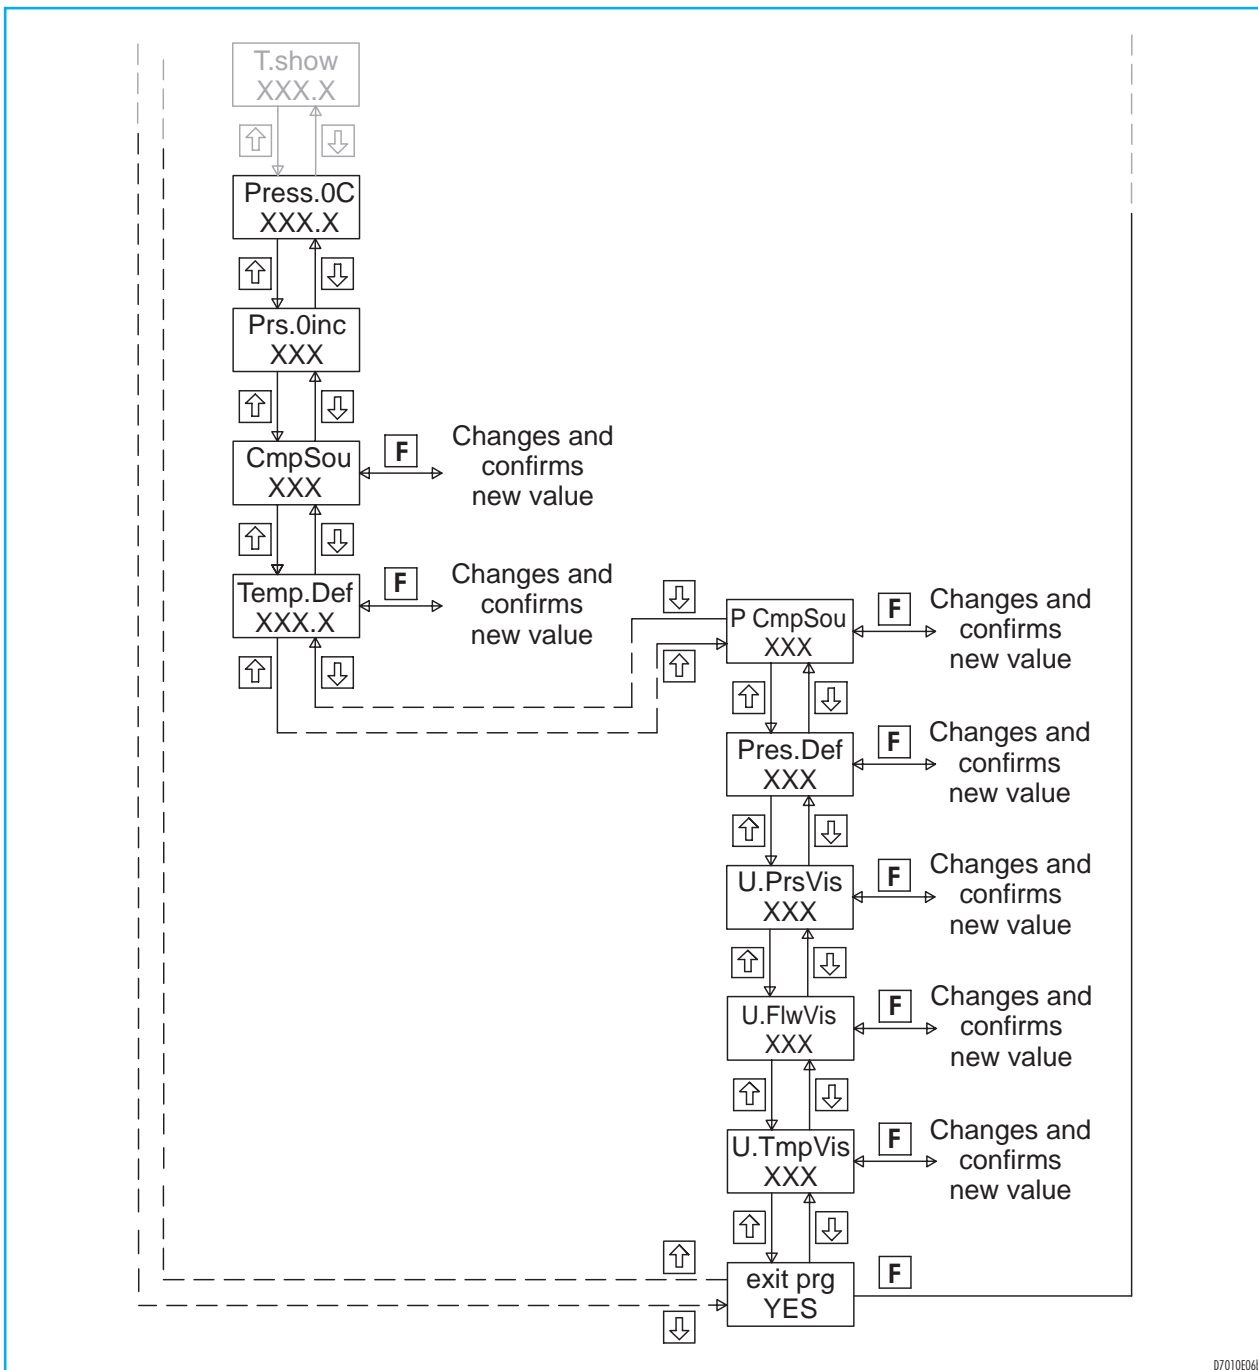 T.show
XXX.X
Press.0C
XXX.X
Prs.0inc
XXX
CmpSou
XXX
F
Changes and
confirms
new value
Temp.Def
XXX.X
F
Changes and
confirms
new value
P CmpSou
XXX
F
Changes and
confirms
new value
Pres.Def
XXX
F
Changes and
confirms
new value
U.PrsVis
XXX
F
Changes and
confirms
new value
U.FlwVis
XXX
F
Changes and
confirms
new value
U.TmpVis
XXX
F
Changes and
confirms
new value
exit prg
YES
F